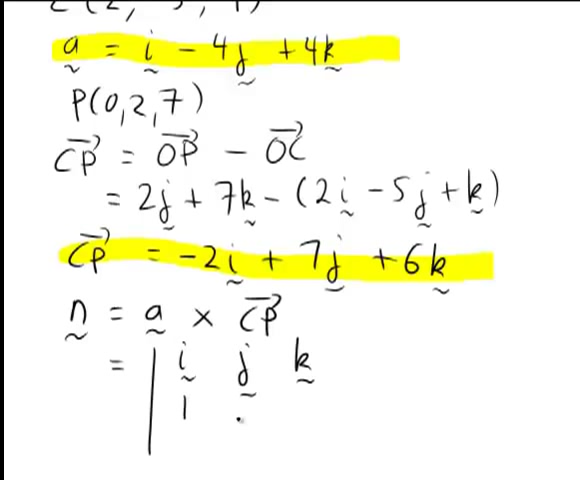 a = i - 4j + 4k
P(0,2,7)
CP = OP - OC
= 2j + 7k - (2i - 5j + k)
CP = -2i + 7j + 6k
n = a × CP
= | i j k
1